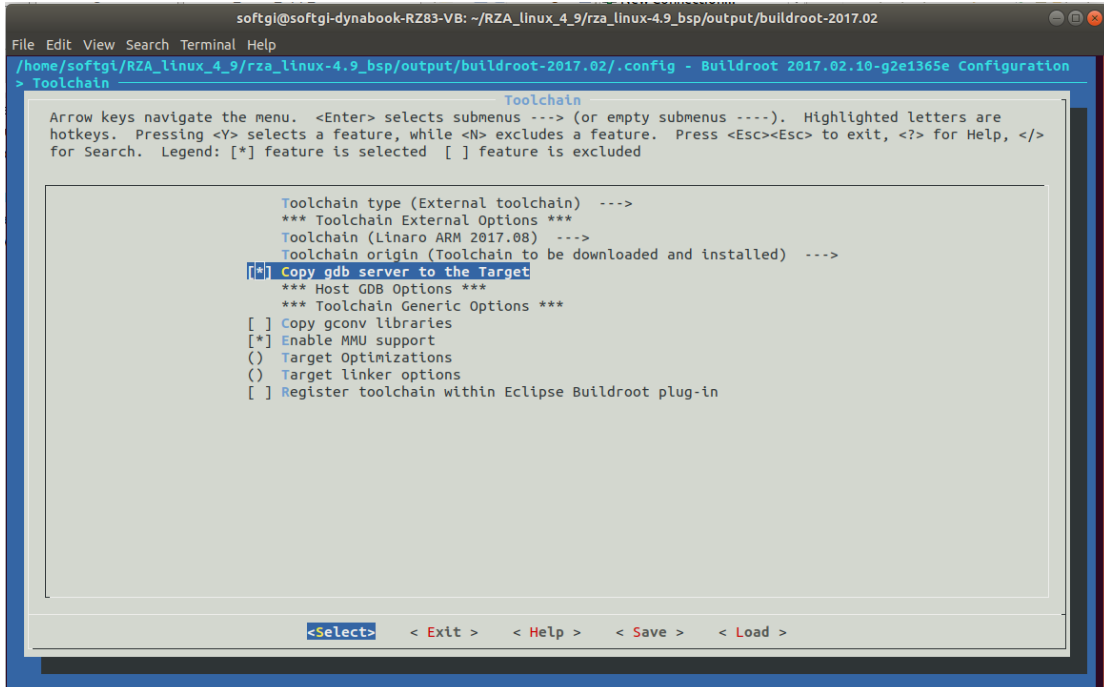 softgi@softgi-dynabook-RZ83-VB: ~/RZA_linux_4_9/rza_linux-4.9_bsp/output/buildroot-2017.02
File Edit View Search Terminal Help
/home/softgi/RZA_linux_4_9/rza_linux-4.9_bsp/output/buildroot-2017.02/.config - Buildroot 2017.02.10-g2e1365e Configuration
> Toolchain
Toolchain
Arrow keys navigate the menu.  <Enter> selects submenus ---> (or empty submenus ----).  Highlighted letters are
hotkeys.  Pressing <Y> selects a feature, while <N> excludes a feature.  Press <Esc><Esc> to exit, <?> for Help, </>
for Search.  Legend: [*] feature is selected  [ ] feature is excluded
Toolchain type (External toolchain)  --->
*** Toolchain External Options ***
Toolchain (Linaro ARM 2017.08)  --->
Toolchain origin (Toolchain to be downloaded and installed)  --->
[*] Copy gdb server to the Target
*** Host GDB Options ***
*** Toolchain Generic Options ***
[ ] Copy gconv libraries
[*] Enable MMU support
()  Target Optimizations
()  Target linker options
[ ] Register toolchain within Eclipse Buildroot plug-in
<Select>    < Exit >    < Help >    < Save >    < Load >